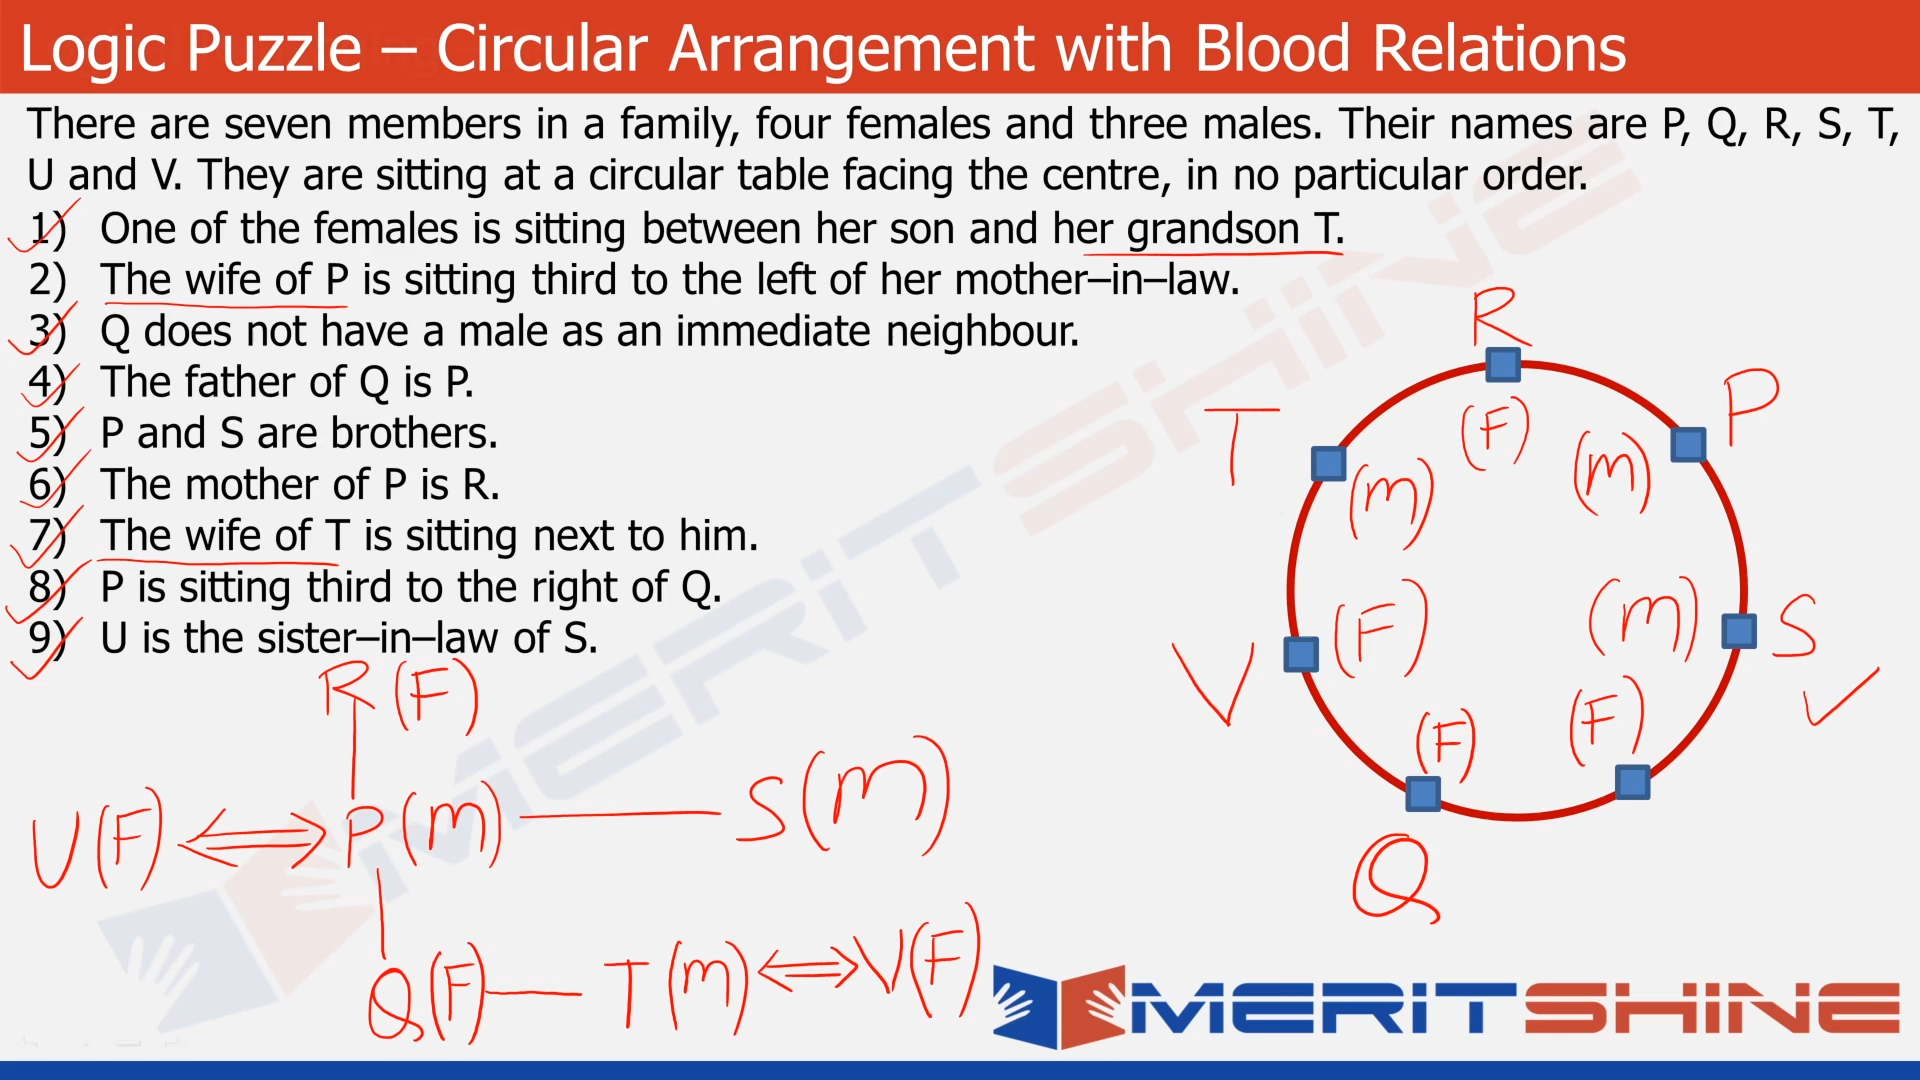 Logic Puzzle – Circular Arrangement with Blood Relations
There are seven members in a family, four females and three males. Their names are P, Q, R, S, T,
U and V. They are sitting at a circular table facing the centre, in no particular order.
1) One of the females is sitting between her son and her grandson T.
2) The wife of P is sitting third to the left of her mother–in–law.
3) Q does not have a male as an immediate neighbour.
4) The father of Q is P.
5) P and S are brothers.
6) The mother of P is R.
7) The wife of T is sitting next to him.
8) P is sitting third to the right of Q.
9) U is the sister–in–law of S.
R
T (F) P
(m) (m)
V (F) (m) S
(F) (F)
Q
R (F)
U (F) P (m) S (m)
Q (F) T (m) V (F)
MERITSHINE
MERITSHINE